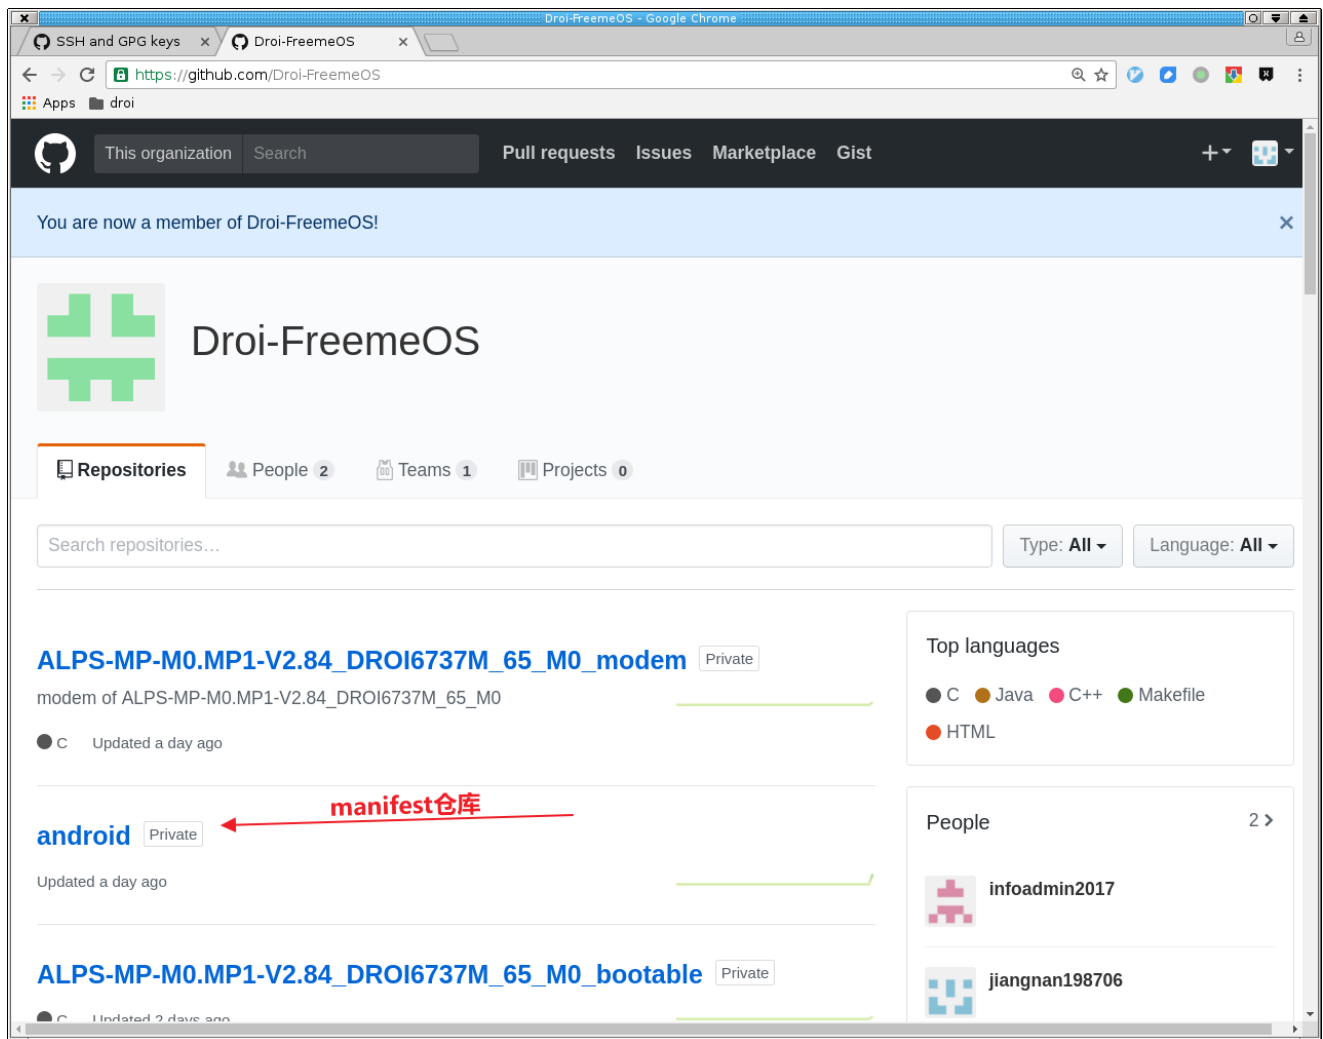 Droi-FreemeOS - Google Chrome
SSH and GPG keys
Droi-FreemeOS
https://github.com/Droi-FreemeOS
Apps
droi
This organization
Search
Pull requests
Issues
Marketplace
Gist
You are now a member of Droi-FreemeOS!
Droi-FreemeOS
Repositories
People 2
Teams 1
Projects 0
Search repositories…
Type: All
Language: All
ALPS-MP-M0.MP1-V2.84_DROI6737M_65_M0_modem Private
modem of ALPS-MP-M0.MP1-V2.84_DROI6737M_65_M0
C Updated a day ago
manifest仓库
android Private
Updated a day ago
ALPS-MP-M0.MP1-V2.84_DROI6737M_65_M0_bootable Private
C Updated 2 days ago
Top languages
C Java C++ Makefile
HTML
People 2
infoadmin2017
jiangnan198706